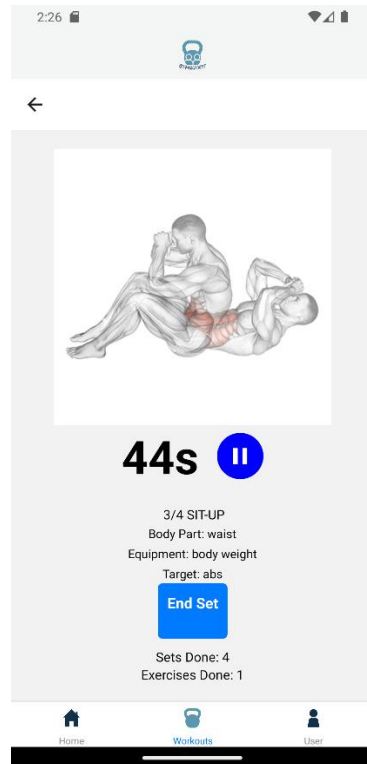 2:26
44s
3/4 SIT-UP
Body Part: waist
Equipment: body weight
Target: abs
End Set
Sets Done: 4
Exercises Done: 1
Home
Workouts
User